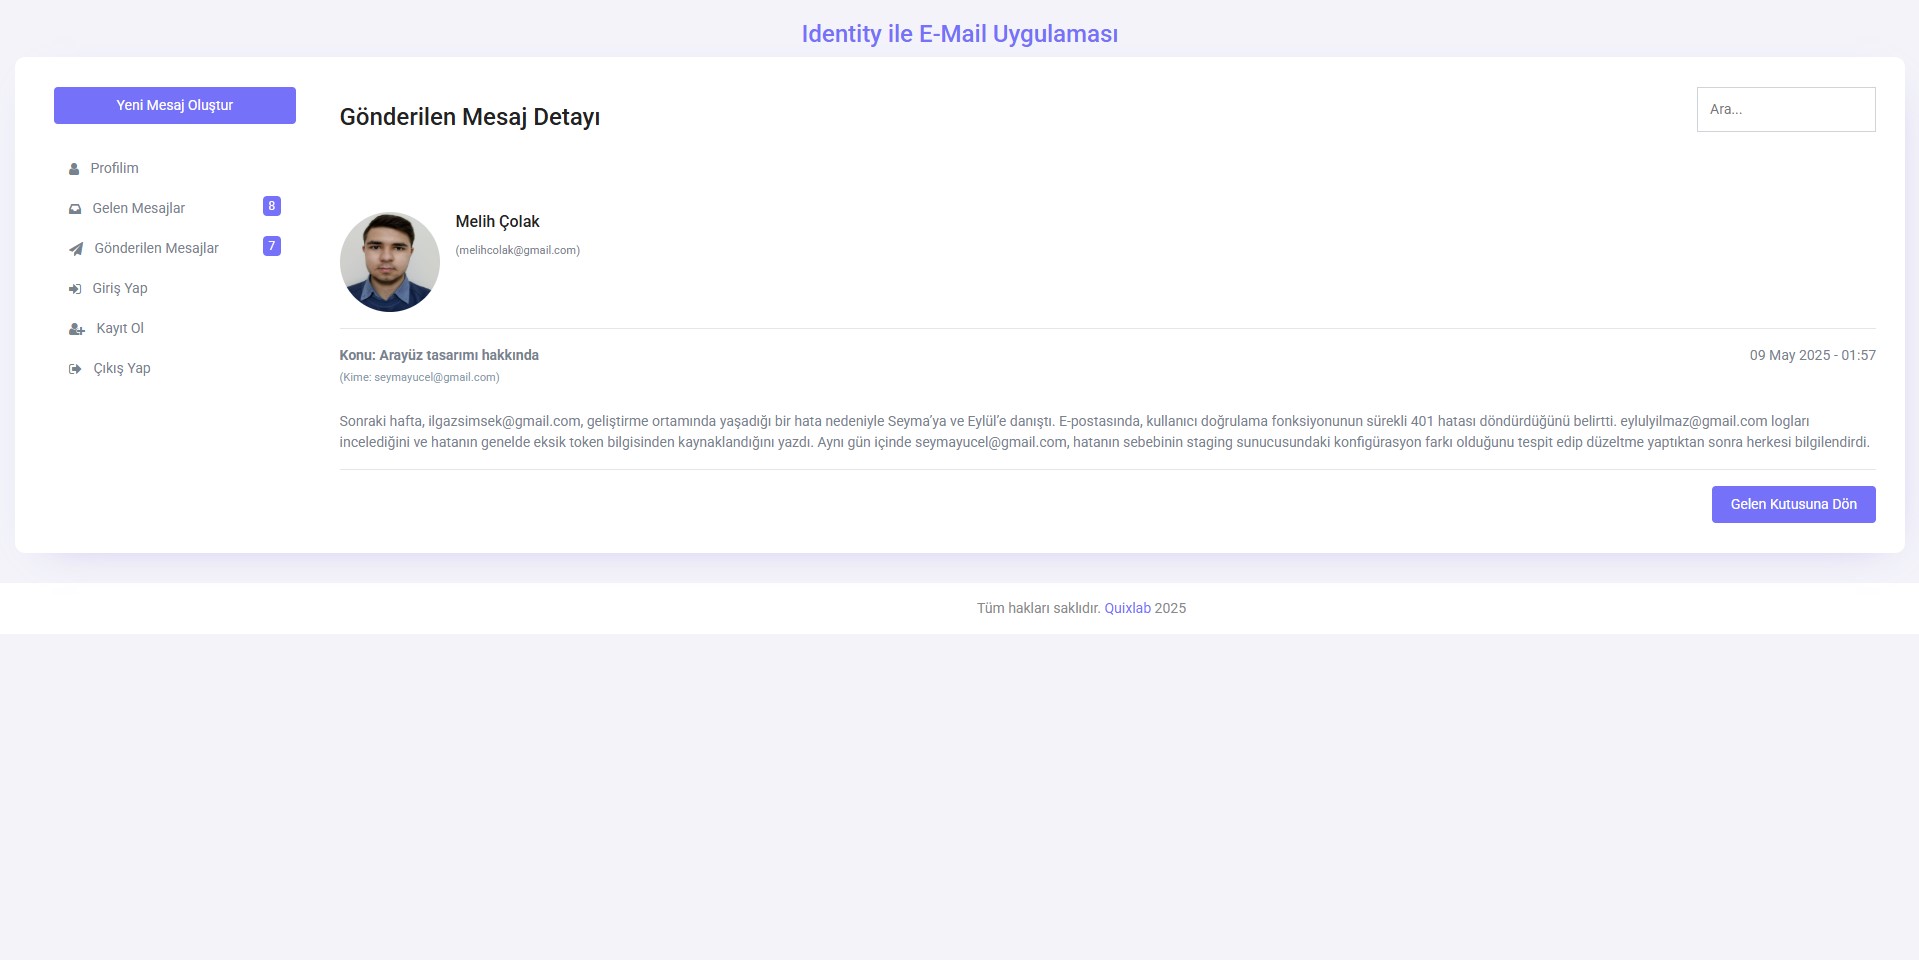 Identity ile E-Mail Uygulaması
Yeni Mesaj Oluştur
Profilim
Gelen Mesajlar 8
Gönderilen Mesajlar 7
Giriş Yap
Kayıt Ol
Çıkış Yap
Gönderilen Mesaj Detayı
Ara...
Melih Çolak
(melihcolak@gmail.com)
Konu: Arayüz tasarımı hakkında
09 May 2025 - 01:57
(Kime: seymayucel@gmail.com)
Sonraki hafta, ilgazsimsek@gmail.com, geliştirme ortamında yaşadığı bir hata nedeniyle Seyma’ya ve Eylül’e danıştı. E-postasında, kullanıcı doğrulama fonksiyonunun sürekli 401 hatası döndürdüğünü belirtti. eylulyilmaz@gmail.com logları
incelediğini ve hatanın genelde eksik token bilgisinden kaynaklandığını yazdı. Aynı gün içinde seymayucel@gmail.com, hatanın sebebinin staging sunucusundaki konfigürasyon farkı olduğunu tespit edip düzeltme yaptıktan sonra herkesi bilgilendirdi.
Gelen Kutusuna Dön
Tüm hakları saklıdır. Quixlab 2025